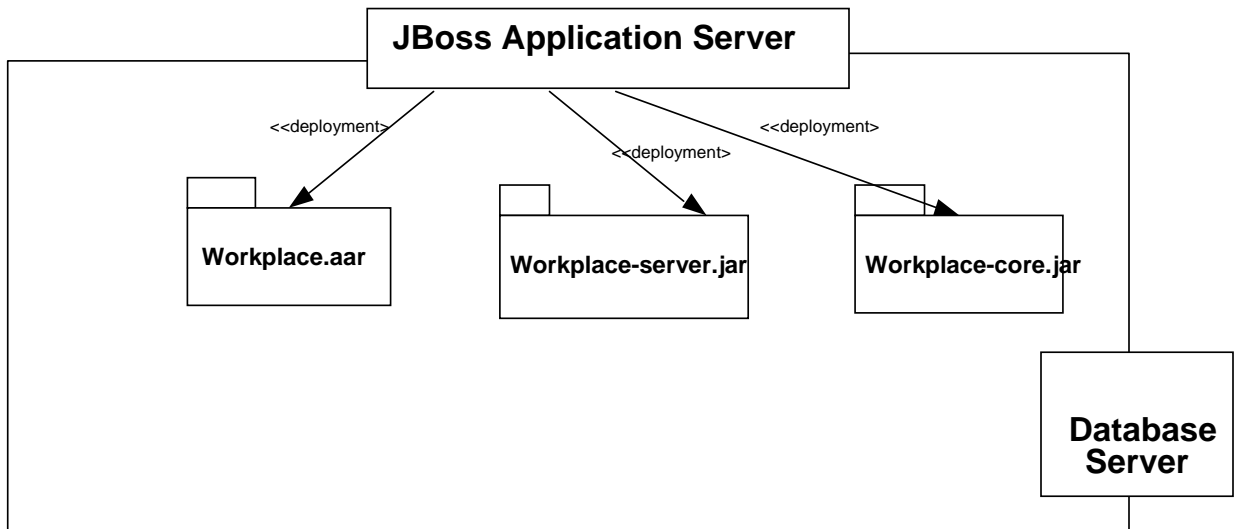 JBoss Application Server
<<deployment>
<<deployment>
<<deployment>
Workplace.aar
Workplace-server.jar
Workplace-core.jar
Database
Server